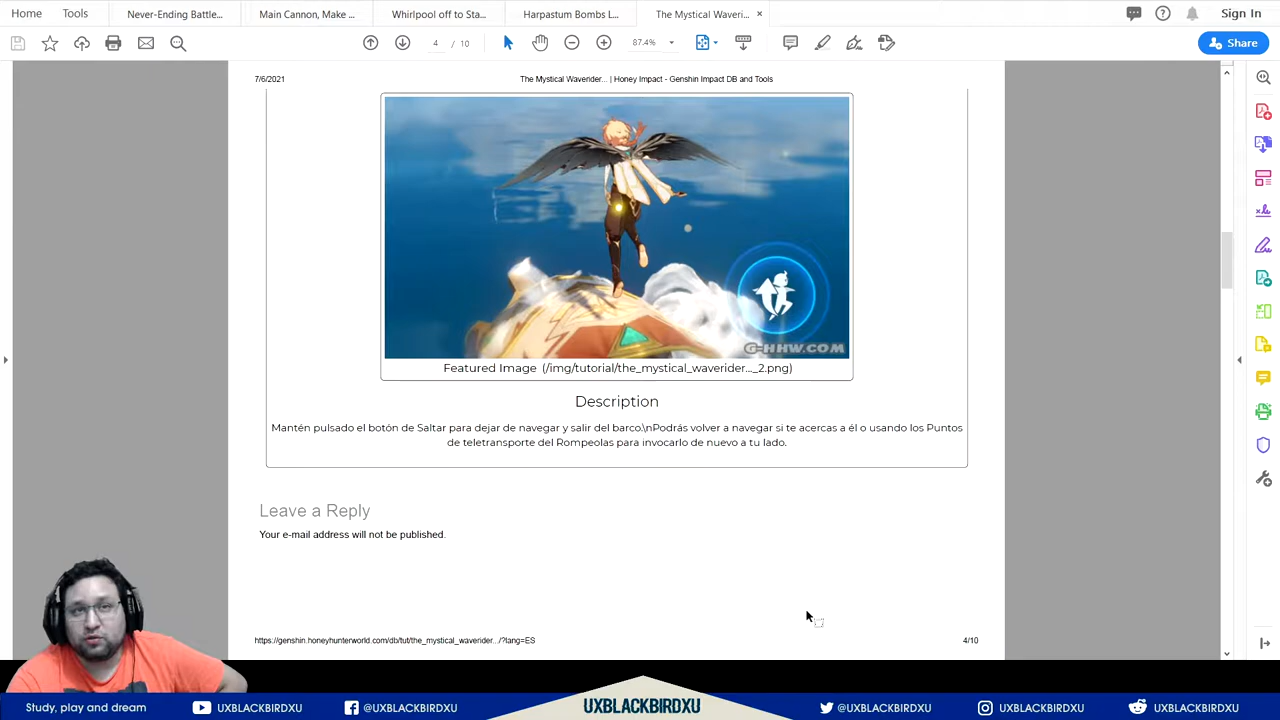 Home Tools Never-Ending Battle... Main Cannon, Make ... Whirlpool off to Sta... Harpastum Bombs L... The Mystical Waveri... × Sign In
4 / 10 87.4% Share
7/6/2021 The Mystical Waverider... | Honey Impact - Genshin Impact DB and Tools
G-HHW.COM
Featured Image (/img/tutorial/the_mystical_waverider..._2.png)
Description
Mantén pulsado el botón de Saltar para dejar de navegar y salir del barco.\nPodrás volver a navegar si te acercas a él o usando los Puntos
de teletransporte del Rompeolas para invocarlo de nuevo a tu lado.
Leave a Reply
Your e-mail address will not be published.
https://genshin.honeyhunterworld.com/db/tut/the_mystical_waverider.../?lang=ES 4/10
Study, play and dream UXBLACKBIRDXU @UXBLACKBIRDXU UXBLACKBIRDXU @UXBLACKBIRDXU UXBLACKBIRDXU UXBLACKBIRDXU